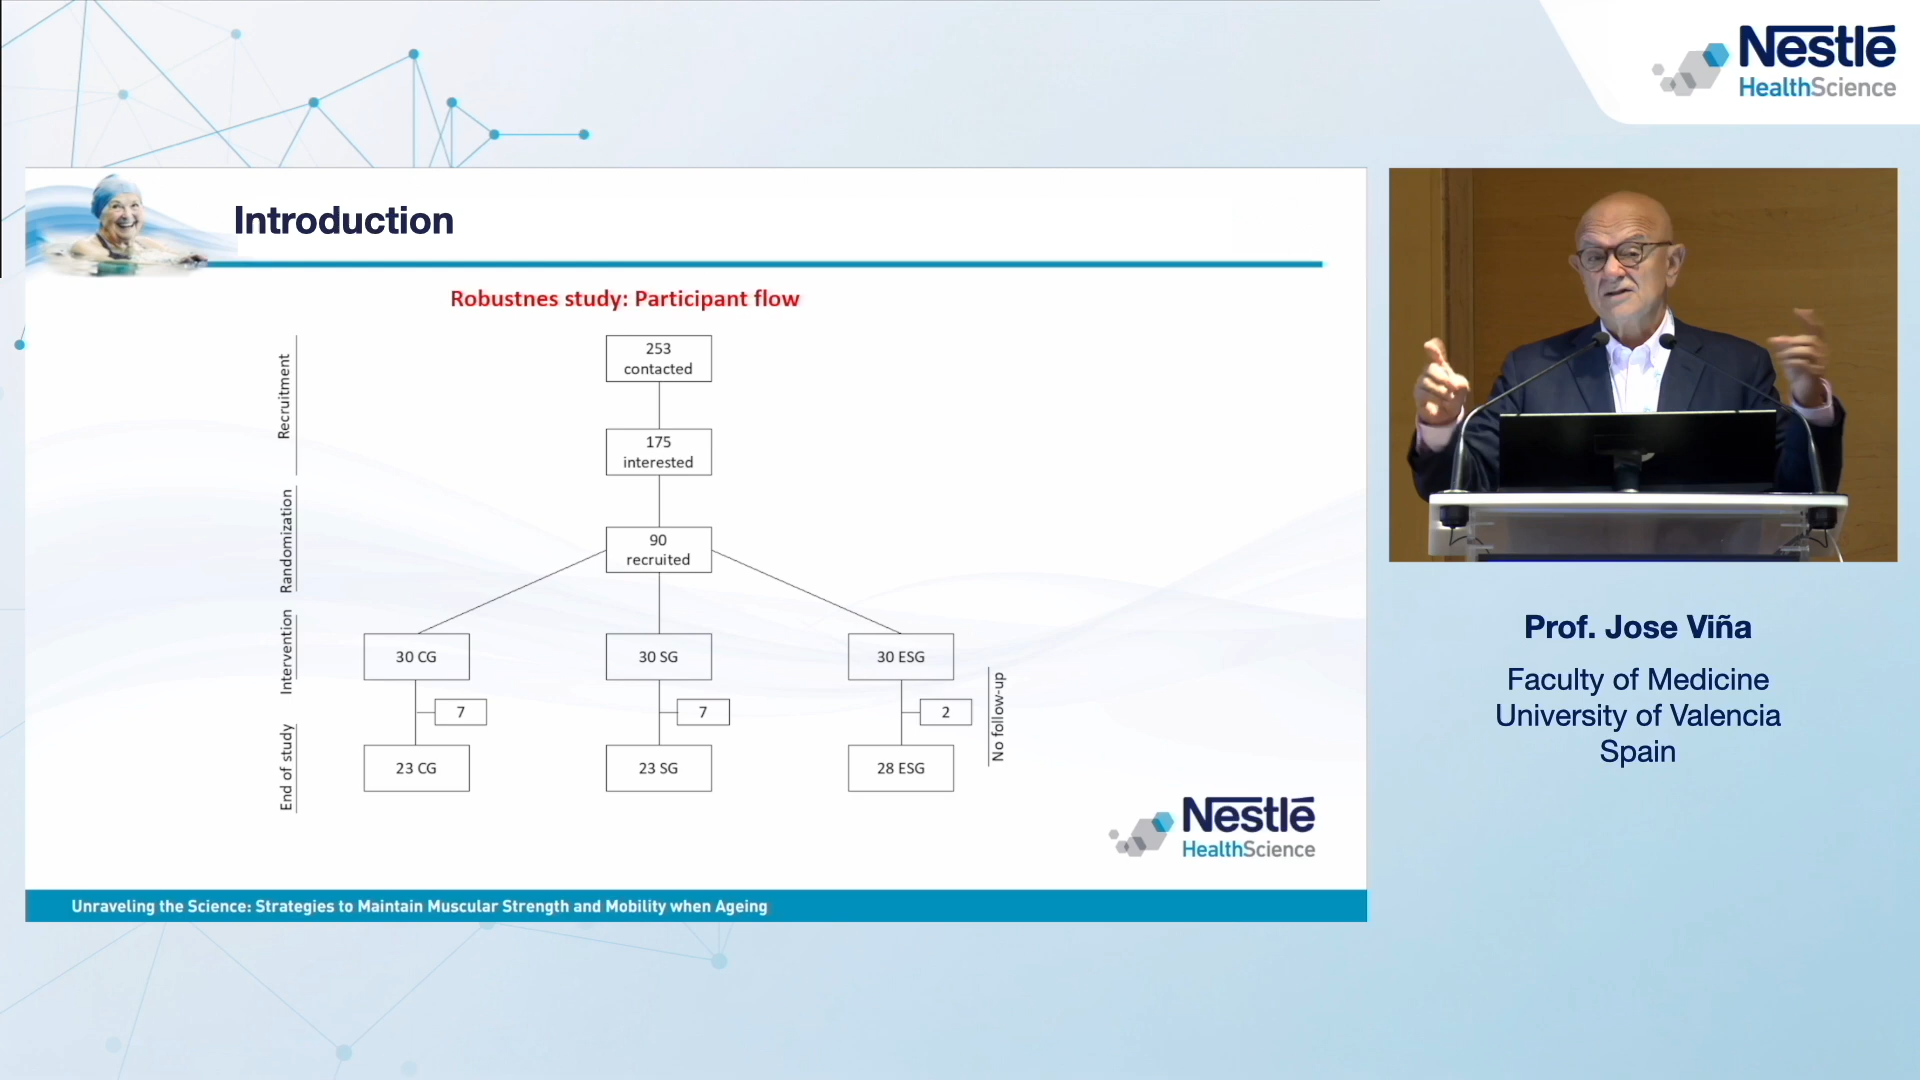 Nestlé
HealthScience
Introduction
Robustnes study: Participant flow
Recruitment
253
contacted
175
interested
Randomization
90
recruited
Intervention
30 CG
30 SG
30 ESG
7
7
2
No follow-up
End of study
23 CG
23 SG
28 ESG
Nestlé
HealthScience
Unraveling the Science: Strategies to Maintain Muscular Strength and Mobility when Ageing
Prof. Jose Viña
Faculty of Medicine
University of Valencia
Spain